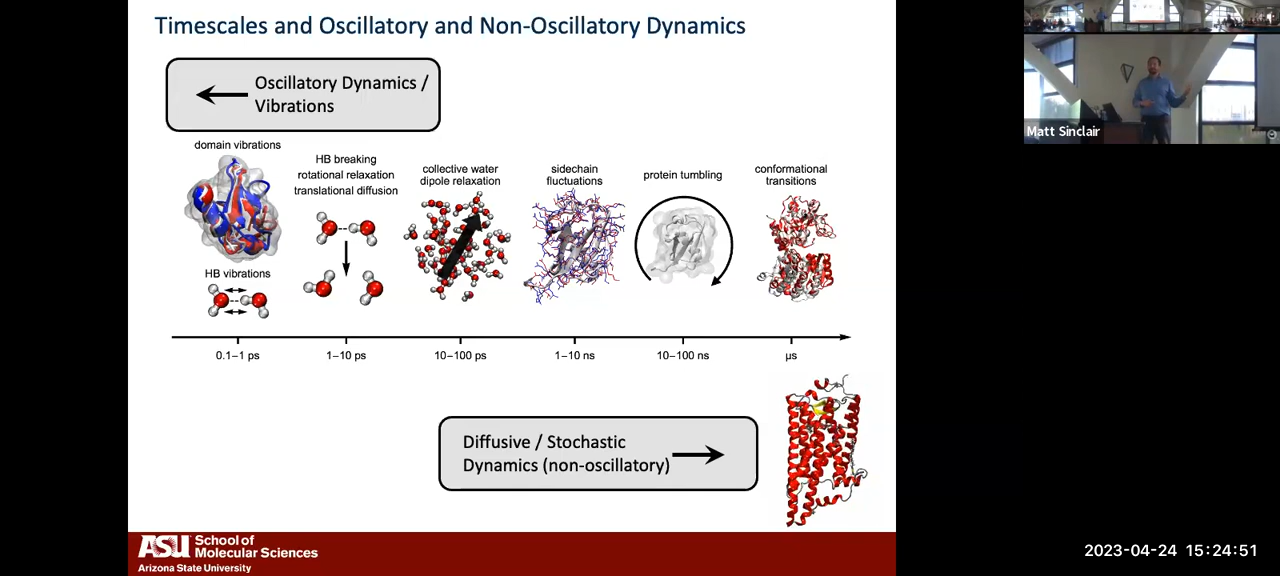 Timescales and Oscillatory and Non-Oscillatory Dynamics
Oscillatory Dynamics /
Vibrations
domain vibrations
HB vibrations
HB breaking
rotational relaxation
translational diffusion
collective water
dipole relaxation
sidechain
fluctuations
protein tumbling
conformational
transitions
0.1–1 ps
1–10 ps
10–100 ps
1–10 ns
10–100 ns
μs
Diffusive / Stochastic
Dynamics (non-oscillatory)
ASU School of
Molecular Sciences
Arizona State University
Matt Sinclair
2023-04-24 15:24:51